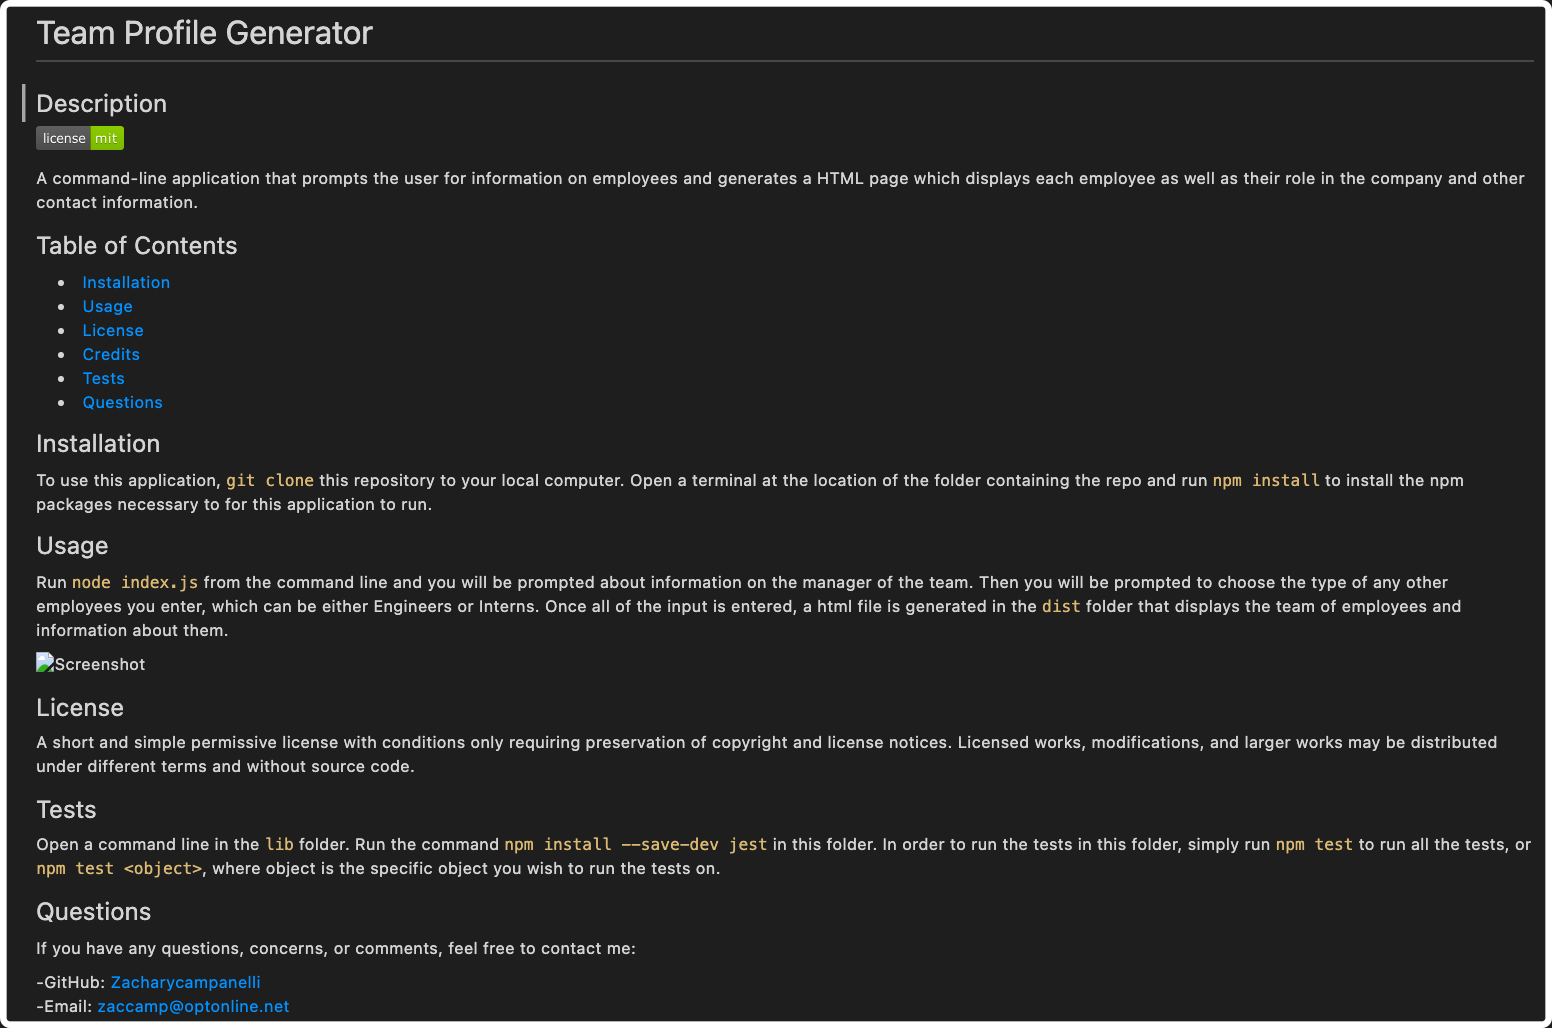 Team Profile Generator
Description
license mit
A command-line application that prompts the user for information on employees and generates a HTML page which displays each employee as well as their role in the company and other
contact information.
Table of Contents
Installation
Usage
License
Credits
Tests
Questions
Installation
To use this application, git clone this repository to your local computer. Open a terminal at the location of the folder containing the repo and run npm install to install the npm
packages necessary to for this application to run.
Usage
Run node index.js from the command line and you will be prompted about information on the manager of the team. Then you will be prompted to choose the type of any other
employees you enter, which can be either Engineers or Interns. Once all of the input is entered, a html file is generated in the dist folder that displays the team of employees and
information about them.
Screenshot
License
A short and simple permissive license with conditions only requiring preservation of copyright and license notices. Licensed works, modifications, and larger works may be distributed
under different terms and without source code.
Tests
Open a command line in the lib folder. Run the command npm install --save-dev jest in this folder. In order to run the tests in this folder, simply run npm test to run all the tests, or
npm test <object>, where object is the specific object you wish to run the tests on.
Questions
If you have any questions, concerns, or comments, feel free to contact me:
-GitHub: Zacharycampanelli
-Email: zaccamp@optonline.net